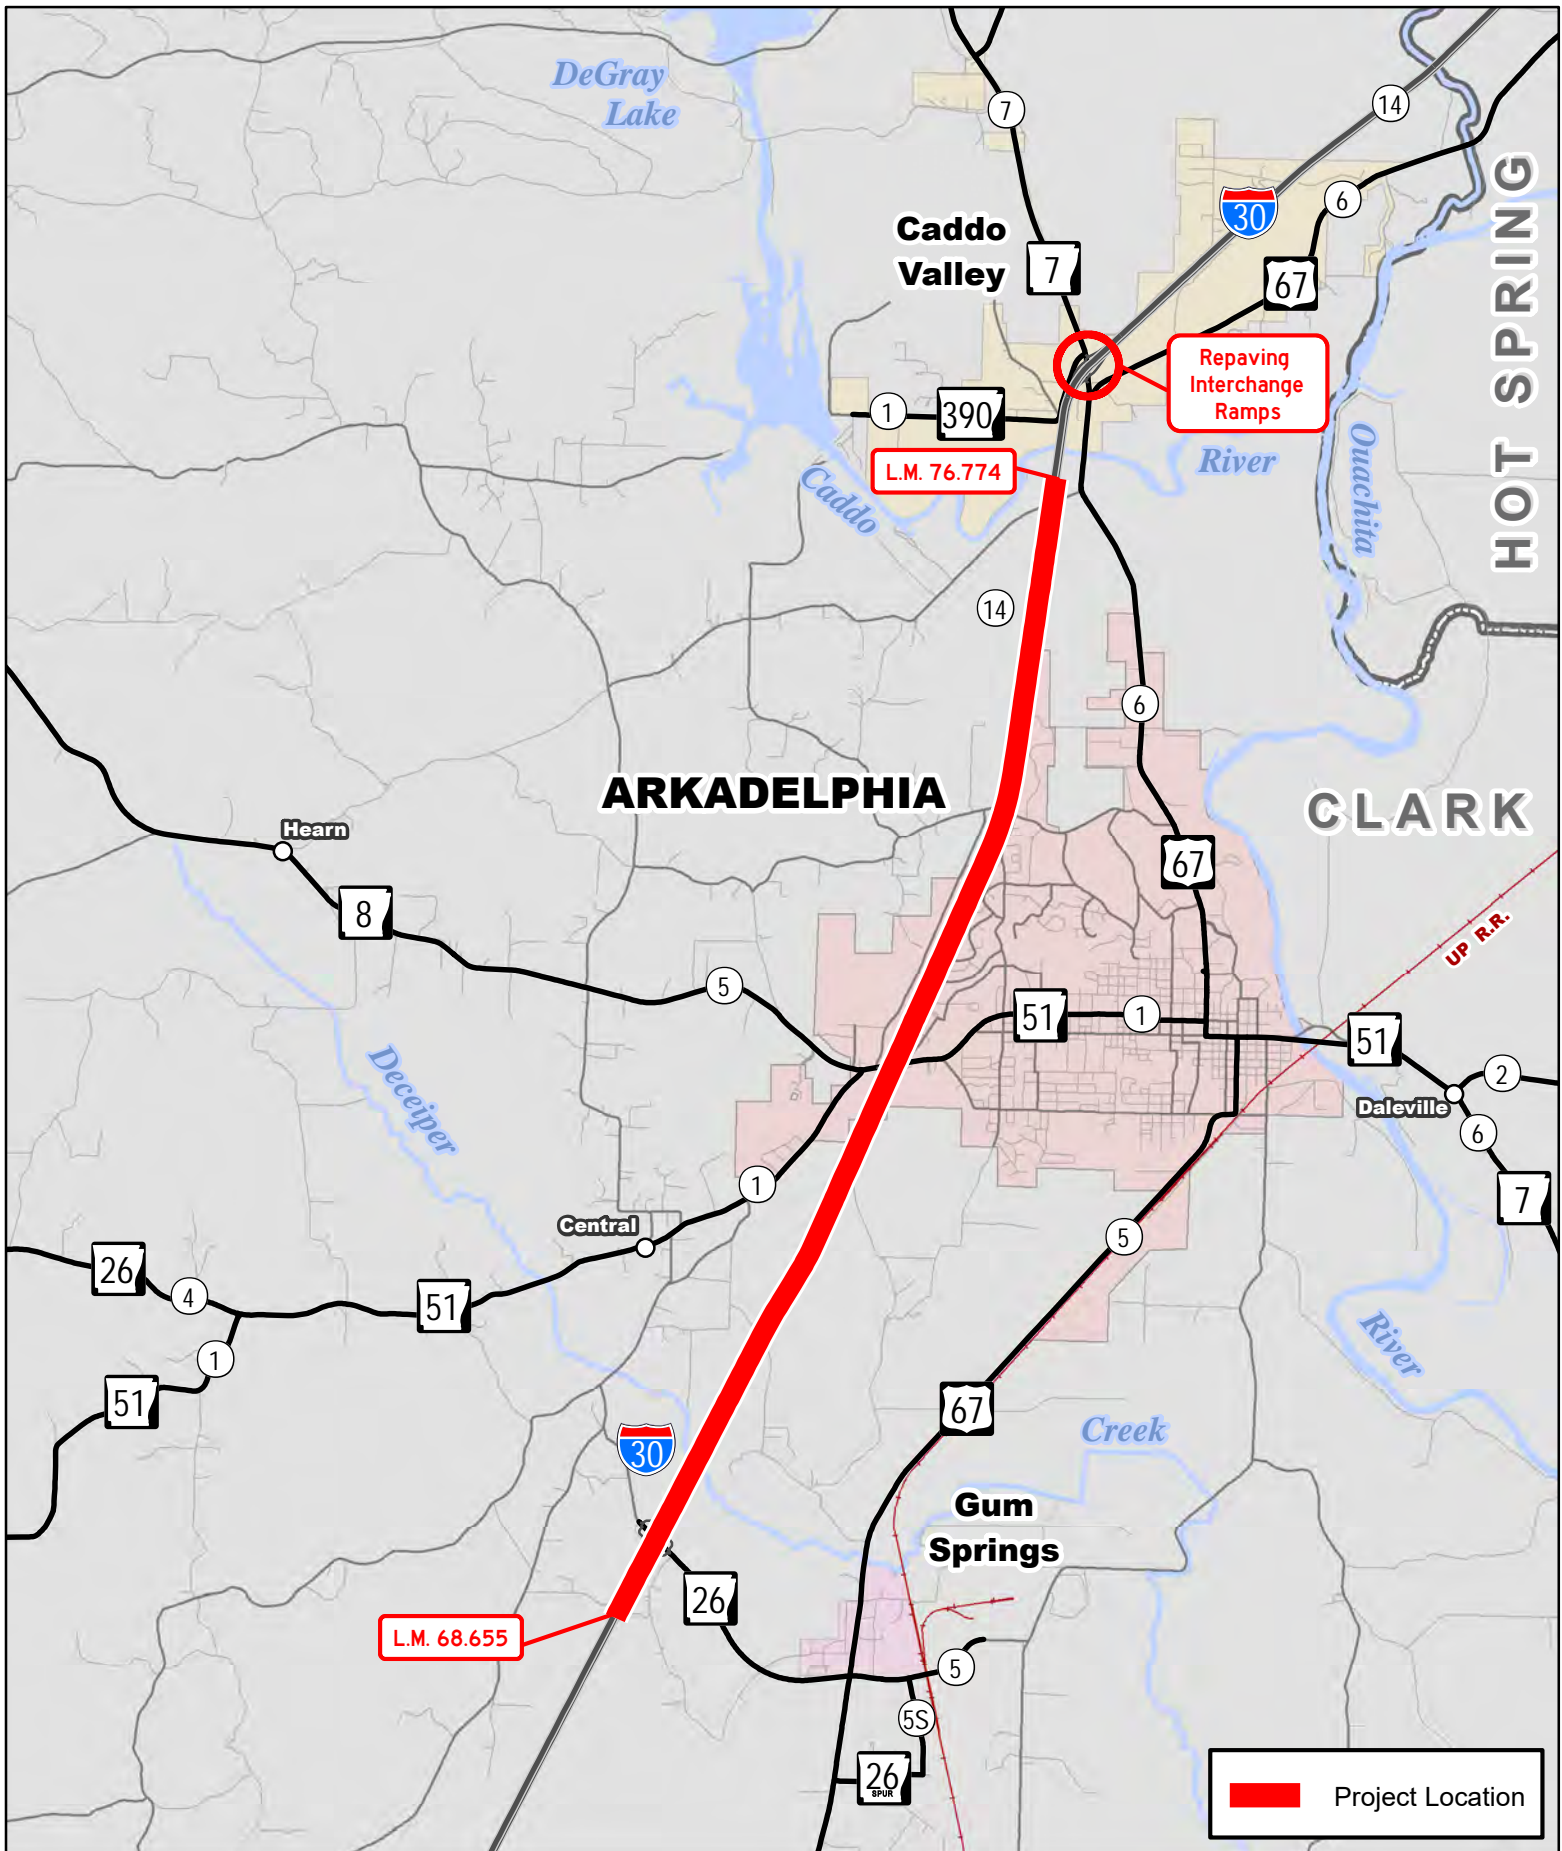 DeGray
Lake
7
14
30
6
Caddo
Valley
7
67
HOT SPRING
Repaving
Interchange
Ramps
1
390
River
L.M. 76.774
Caddo
Ouachita
14
6
ARKADELPHIA
CLARK
Hearn
67
8
UP R.R.
5
51
1
51
2
Deceiper
Daleville
6
1
7
Central
5
26
4
51
1
River
51
67
30
Creek
Gum
Springs
26
L.M. 68.655
5
5S
26
SPUR
Project Location